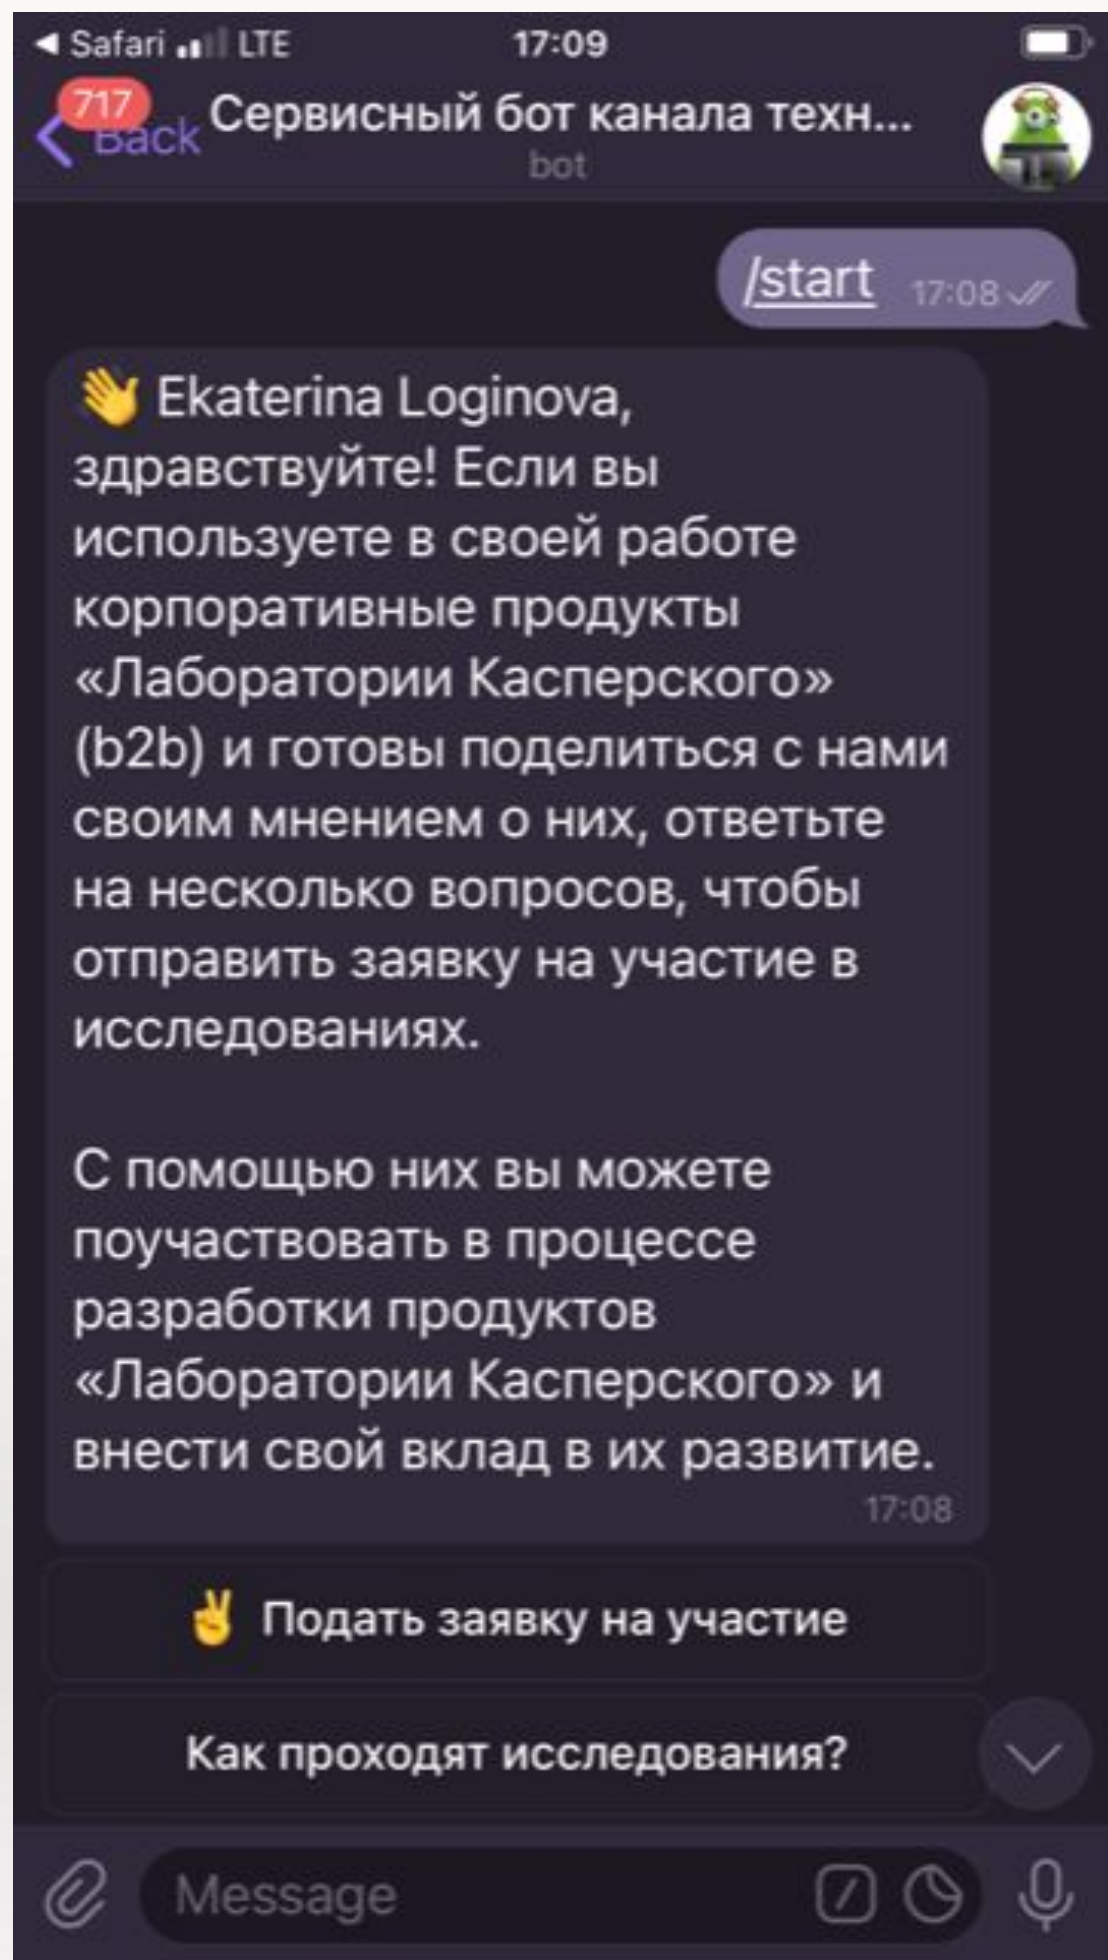 Safari LTE 17:09
717
Back
Сервисный бот канала техн...
bot
/start 17:08
👋 Ekaterina Loginova,
здравствуйте! Если вы
используете в своей работе
корпоративные продукты
«Лаборатории Касперского»
(b2b) и готовы поделиться с нами
своим мнением о них, ответьте
на несколько вопросов, чтобы
отправить заявку на участие в
исследованиях.
С помощью них вы можете
поучаствовать в процессе
разработки продуктов
«Лаборатории Касперского» и
внести свой вклад в их развитие.
17:08
✌️ Подать заявку на участие
Как проходят исследования?
Message